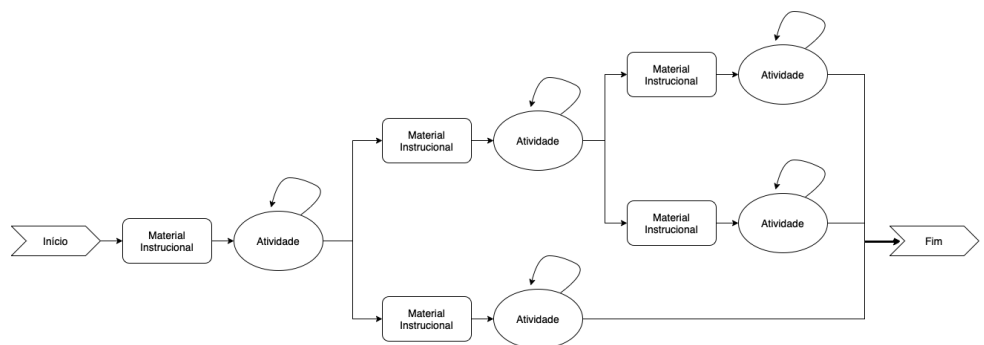 Material
Instrucional
Atividade
Material
Instrucional
Atividade
Material
Instrucional
Atividade
Início
Material
Instrucional
Atividade
Fim
Material
Instrucional
Atividade